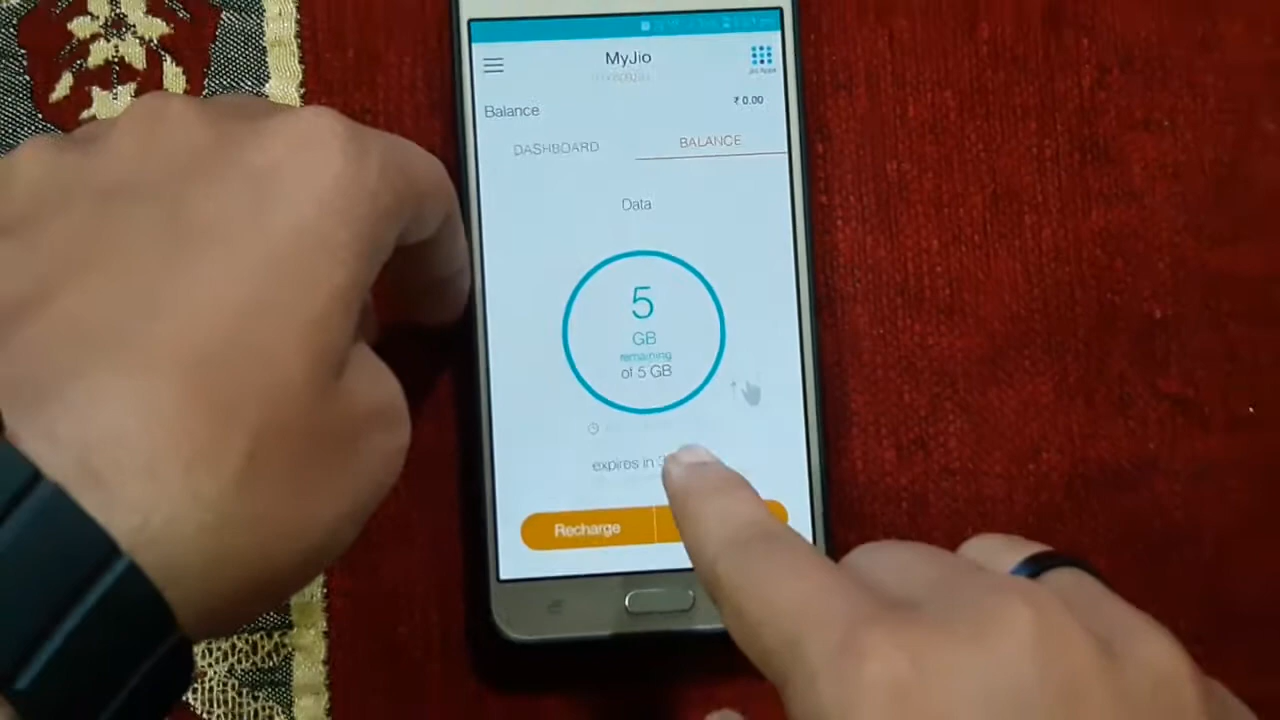 MyJio
Balance
₹ 0.00
DASHBOARD
BALANCE
Data
5
GB
remaining
of 5 GB
expires in
Recharge